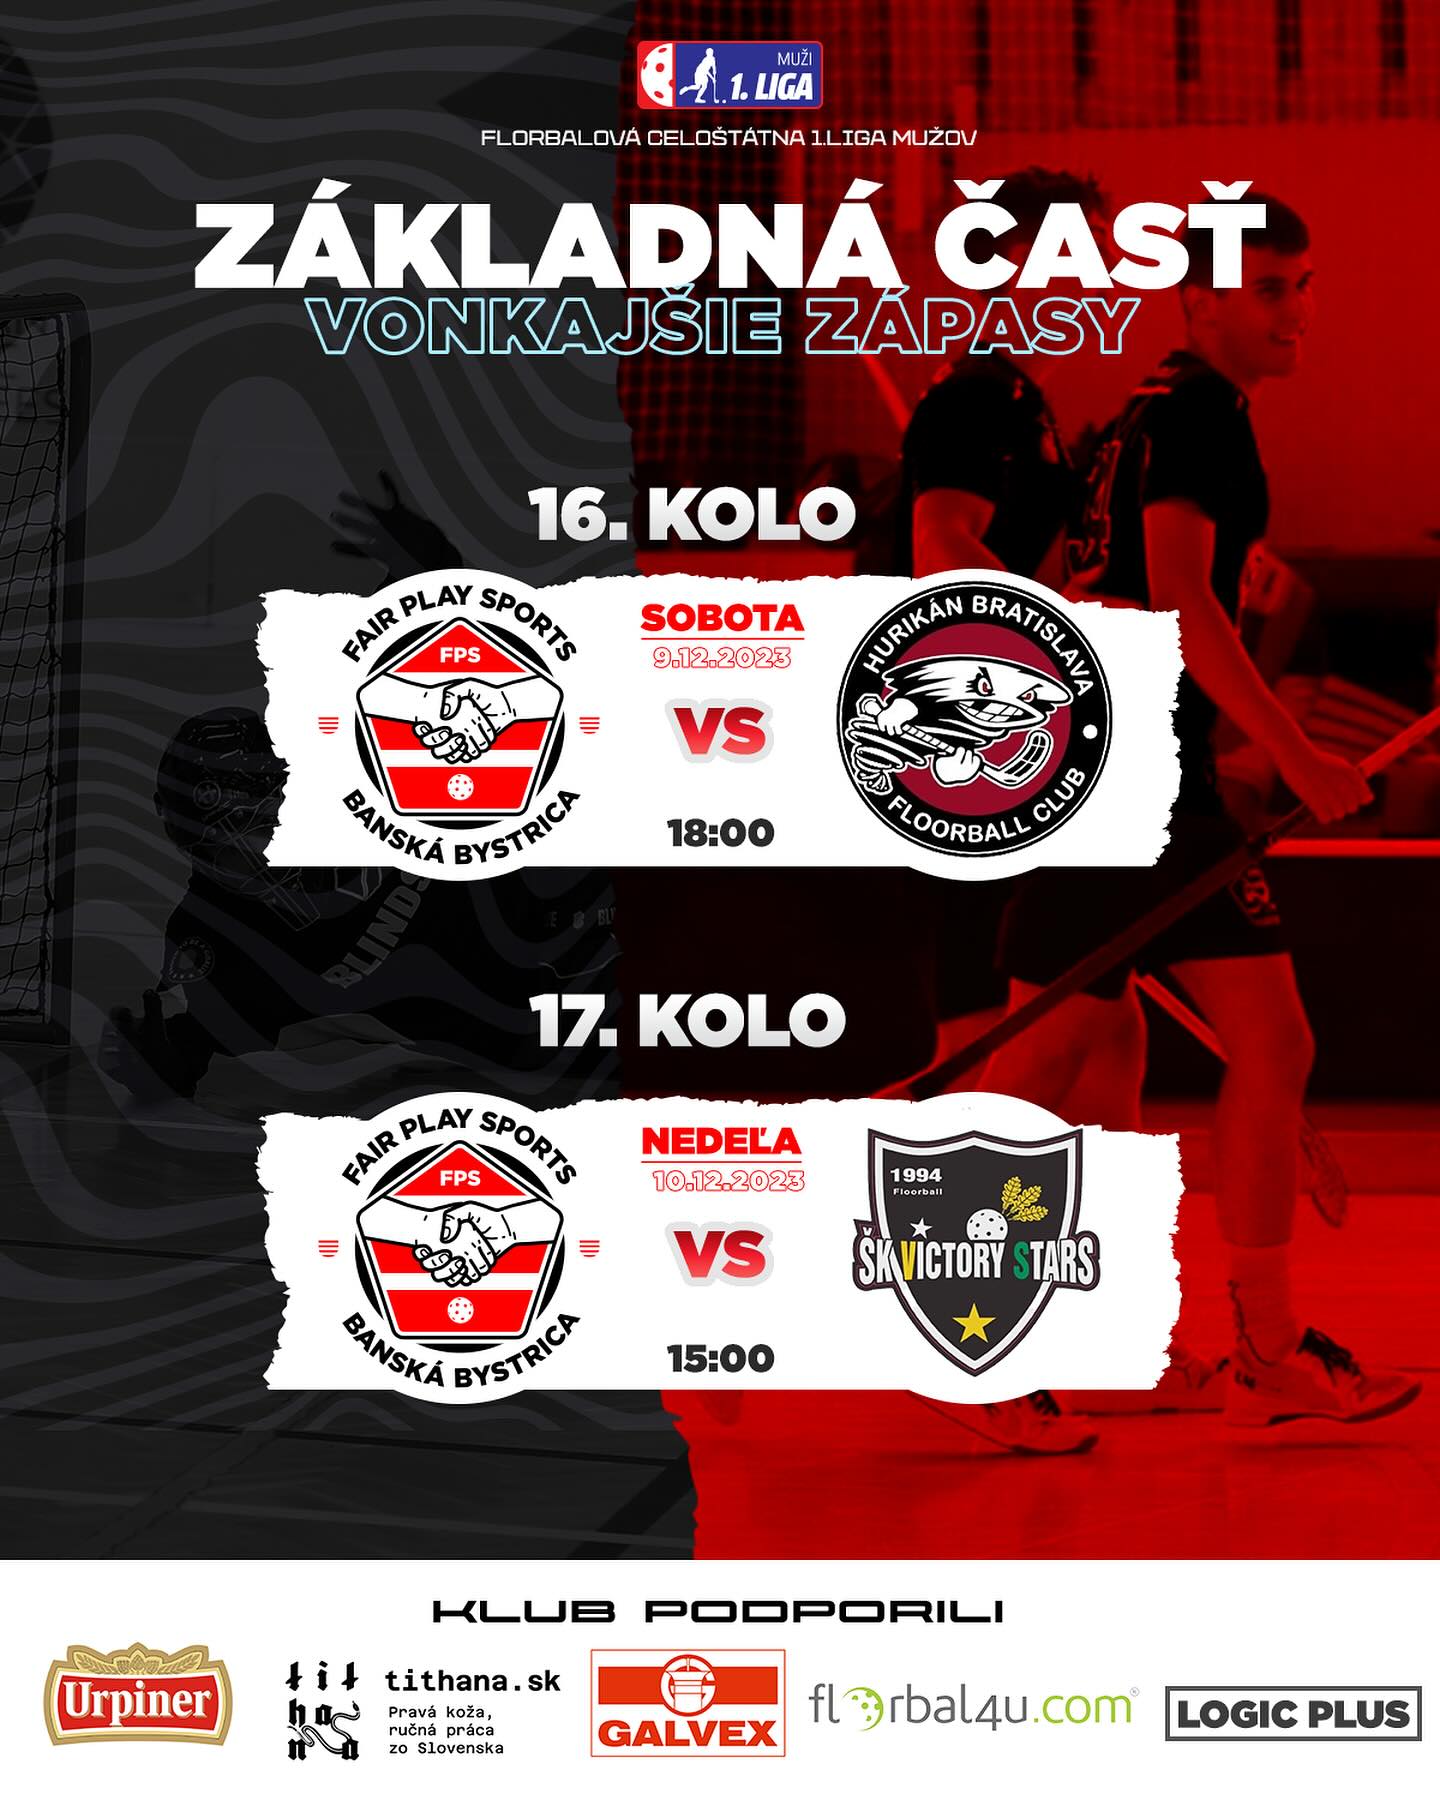 MUŽI
1. LIGA
FLORBALOVÁ CELOŠTÁTNA 1.LIGA MUŽOV
ZÁKLADNÁ ČASŤ
VONKAJŠIE ZÁPASY
16. KOLO
FAIR PLAY SPORTS
FPS
BANSKÁ BYSTRICA
SOBOTA
9.12.2023
VS
18:00
HURIKÁN BRATISLAVA
FLOORBALL CLUB
BLINDS
17. KOLO
FAIR PLAY SPORTS
FPS
BANSKÁ BYSTRICA
NEDEĽA
10.12.2023
VS
15:00
1994
Floorball
ŠK VICTORY STARS
KLUB PODPORILI
Urpiner
tithana
tithana.sk
Pravá koža,
ručná práca
zo Slovenska
GALVEX
florbal4u.com®
LOGIC PLUS